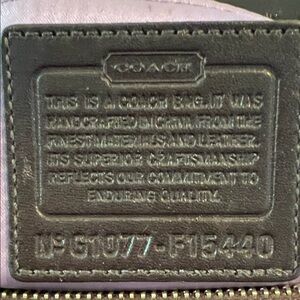 COACH
THIS IS A COACH BAG. IT WAS
HANDCRAFTED IN CHINA FROM THE
FINEST MATERIALS AND LEATHER.
ITS SUPERIOR CRAFTSMANSHIP
REFLECTS OUR COMMITMENT TO
ENDURING QUALITY.
Nº G1077-F15440